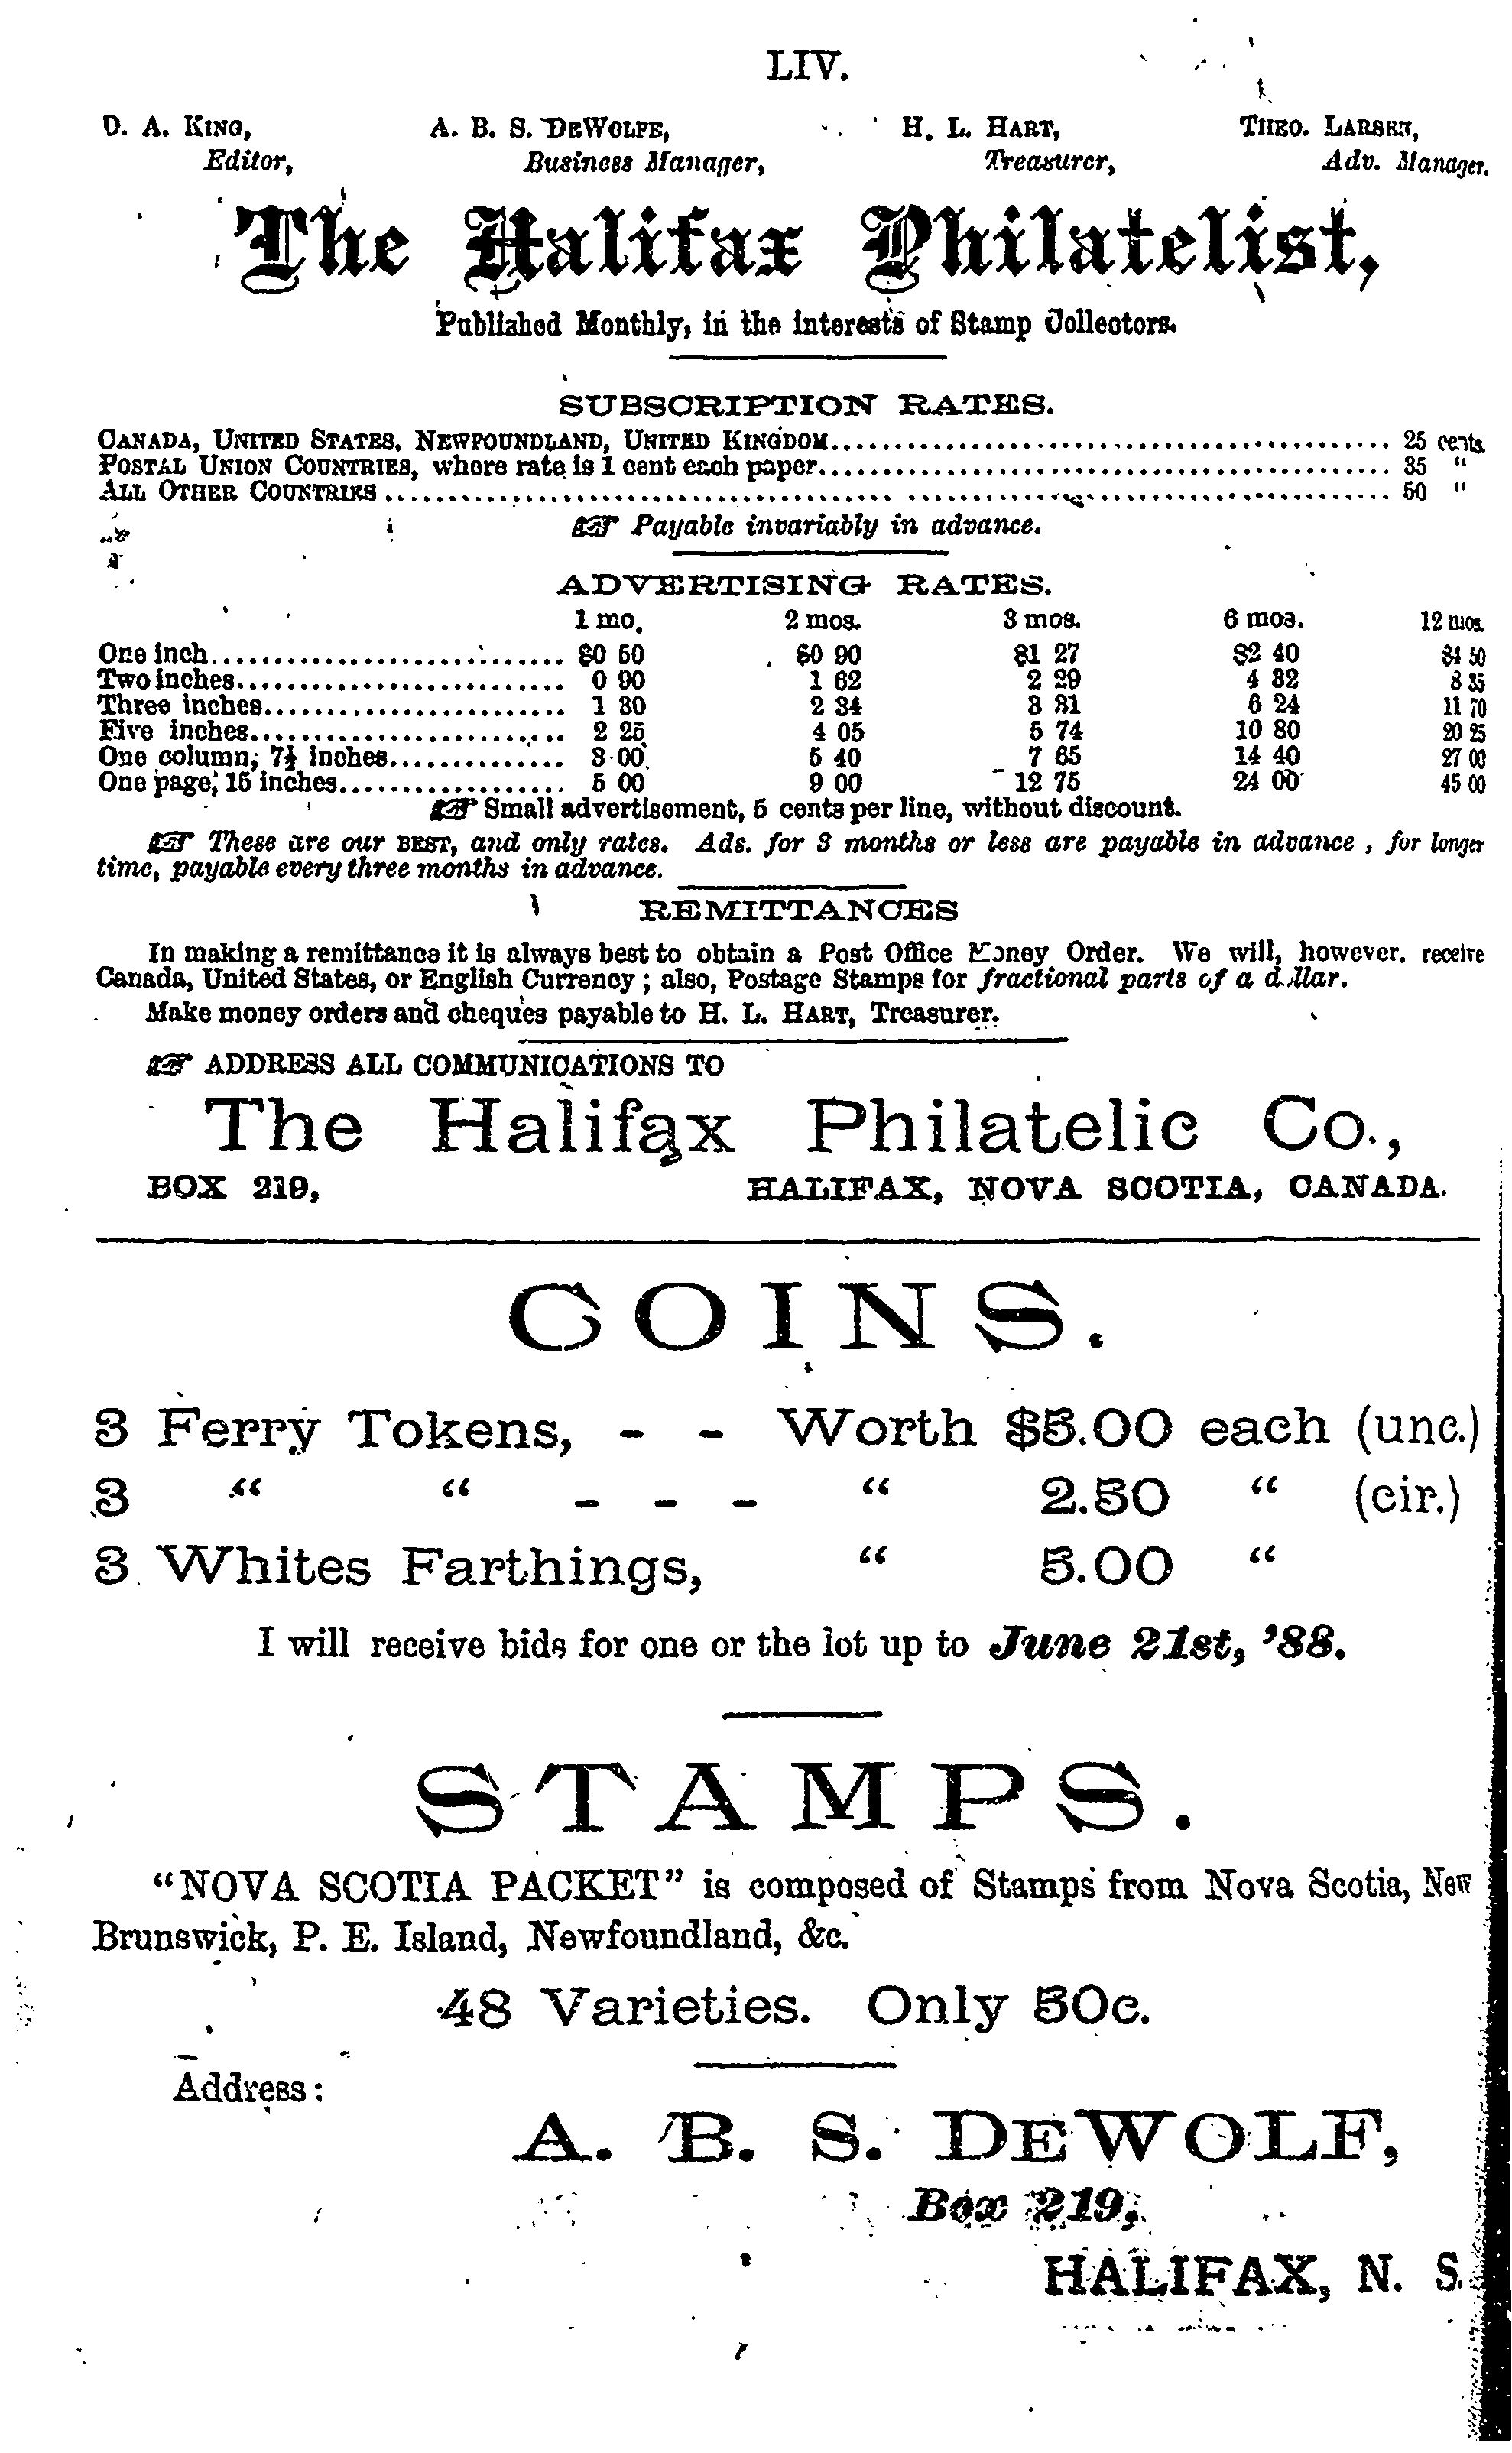 LIV.
D. A. KING, A. B. S. DEWOLFE, H. L. HART, THEO. LARSEN,
Editor, Business Manager, Treasurer, Adv. Manager.
The Halifax Philatelist,
Published Monthly, in the interests of Stamp Collectors.
SUBSCRIPTION RATES.
CANADA, UNITED STATES, NEWFOUNDLAND, UNITED KINGDOM........ 25 cents.
POSTAL UNION COUNTRIES, where rate is 1 cent each paper........ 35 "
ALL OTHER COUNTRIES........ 50 "
☞ Payable invariably in advance.
ADVERTISING RATES.
1 mo. 2 mos. 3 mos. 6 mos. 12 mos.
One inch........ $0 50 $0 90 $1 27 $2 40 $4 50
Two inches........ 0 90 1 62 2 29 4 32 8 35
Three inches........ 1 30 2 34 3 31 6 24 11 70
Five inches........ 2 25 4 05 5 74 10 80 20 25
One column, 7½ inches........ 3 00 5 40 7 65 14 40 27 00
One page, 15 inches........ 5 00 9 00 12 75 24 00 45 00
☞ Small advertisement, 5 cents per line, without discount.
☞ These are our BEST, and only rates. Ads. for 3 months or less are payable in advance , for longer
time, payable every three months in advance.
REMITTANCES
In making a remittance it is always best to obtain a Post Office Money Order. We will, however. receive
Canada, United States, or English Currency ; also, Postage Stamps for fractional parts of a dollar.
Make money orders and cheques payable to H. L. HART, Treasurer.
☞ ADDRESS ALL COMMUNICATIONS TO
The Halifax Philatelic Co.,
BOX 219, HALIFAX, NOVA SCOTIA, CANADA.
COINS.
3 Ferry Tokens, - - Worth $5.00 each (unc.)
3 " " - - - " 2.50 " (cir.)
3 Whites Farthings, " 5.00 "
I will receive bids for one or the lot up to June 21st, '88.
STAMPS.
"NOVA SCOTIA PACKET" is composed of Stamps from Nova Scotia, New
Brunswick, P. E. Island, Newfoundland, &c.
48 Varieties. Only 50c.
Address:
A. B. S. DEWOLF,
Box 219,
HALIFAX, N. S.